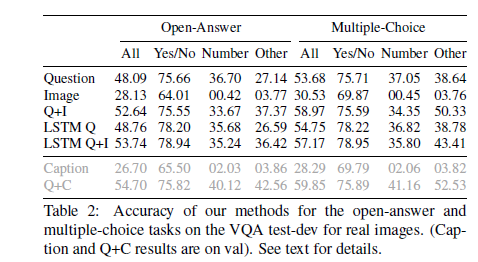 Open-Answer Multiple-Choice
All Yes/No Number Other All Yes/No Number Other
Question 48.09 75.66 36.70 27.14 53.68 75.71 37.05 38.64
Image 28.13 64.01 00.42 03.77 30.53 69.87 00.45 03.76
Q+I 52.64 75.55 33.67 37.37 58.97 75.59 34.35 50.33
LSTM Q 48.76 78.20 35.68 26.59 54.75 78.22 36.82 38.78
LSTM Q+I 53.74 78.94 35.24 36.42 57.17 78.95 35.80 43.41
Caption 26.70 65.50 02.03 03.86 28.29 69.79 02.06 03.82
Q+C 54.70 75.82 40.12 42.56 59.85 75.89 41.16 52.53
Table 2: Accuracy of our methods for the open-answer and
multiple-choice tasks on the VQA test-dev for real images. (Cap-
tion and Q+C results are on val). See text for details.